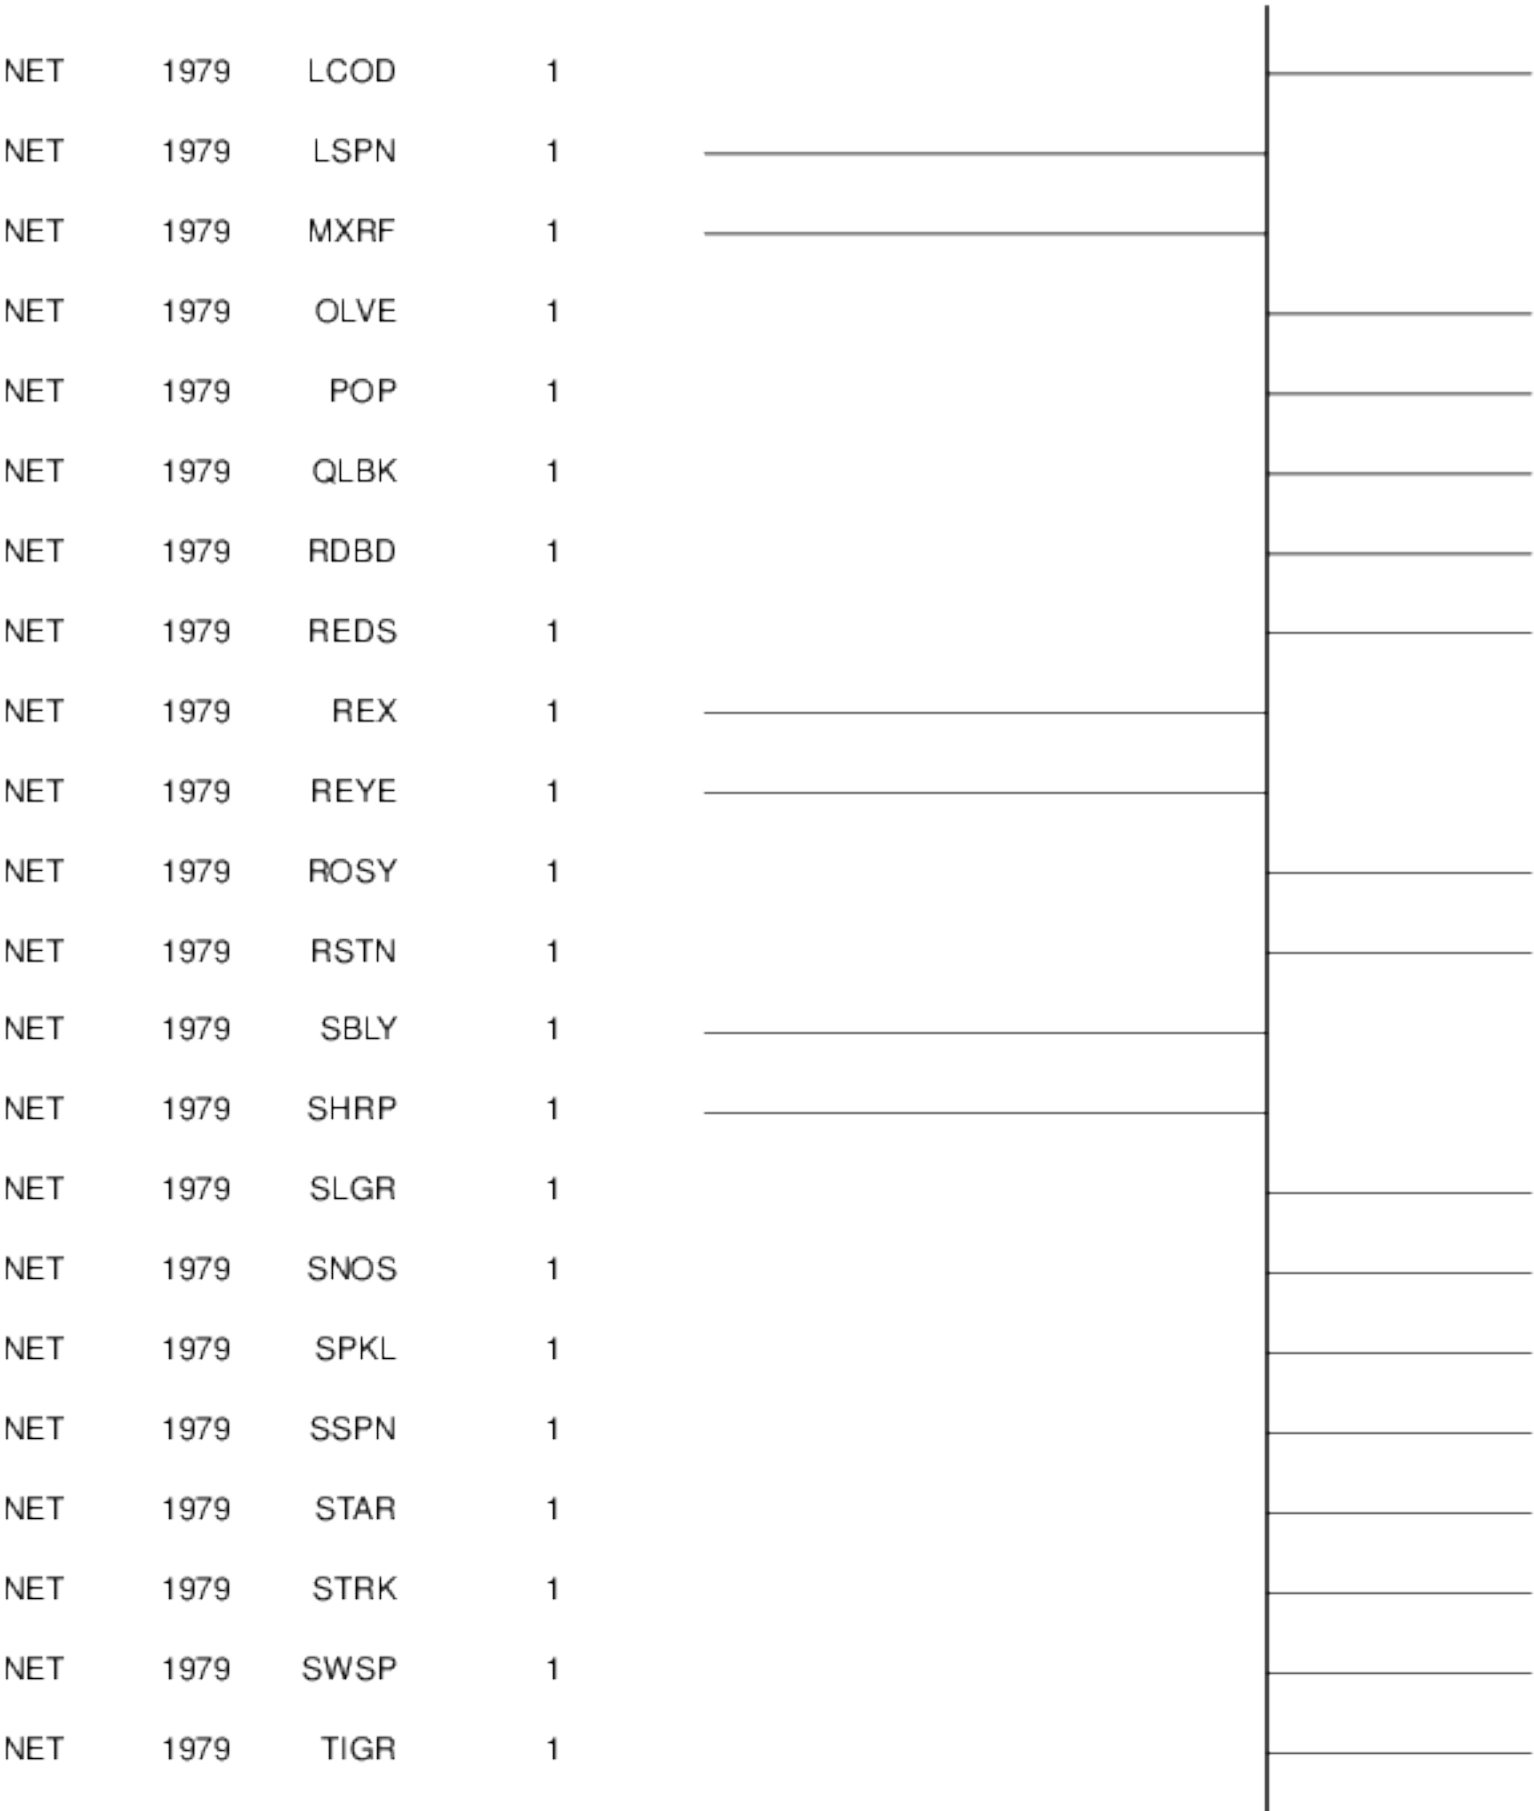 NET 1979 LCOD 1
NET 1979 LSPN 1
NET 1979 MXRF 1
NET 1979 OLVE 1
NET 1979 POP 1
NET 1979 QLBK 1
NET 1979 RDBD 1
NET 1979 REDS 1
NET 1979 REX 1
NET 1979 REYE 1
NET 1979 ROSY 1
NET 1979 RSTN 1
NET 1979 SBLY 1
NET 1979 SHRP 1
NET 1979 SLGR 1
NET 1979 SNOS 1
NET 1979 SPKL 1
NET 1979 SSPN 1
NET 1979 STAR 1
NET 1979 STRK 1
NET 1979 SWSP 1
NET 1979 TIGR 1